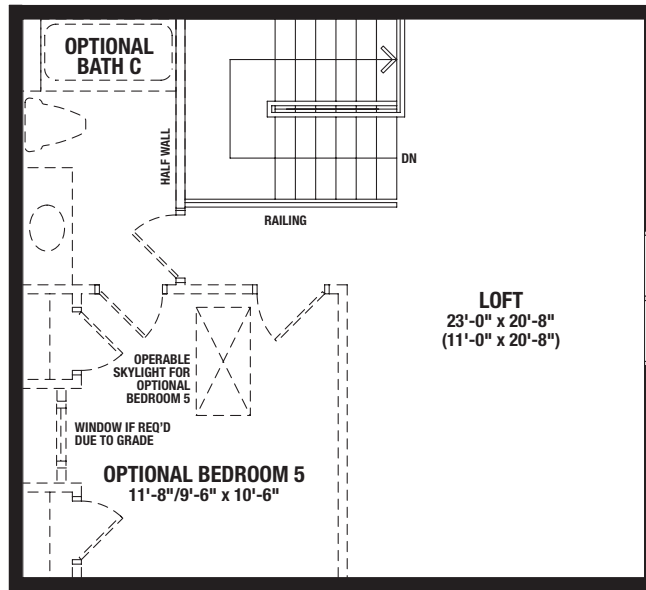 OPTIONAL
BATH C
HALF WALL
DN
RAILING
LOFT
23'-0" x 20'-8"
(11'-0" x 20'-8")
OPERABLE
SKYLIGHT FOR
OPTIONAL
BEDROOM 5
WINDOW IF REQ'D
DUE TO GRADE
OPTIONAL BEDROOM 5
11'-8"/9'-6" x 10'-6"